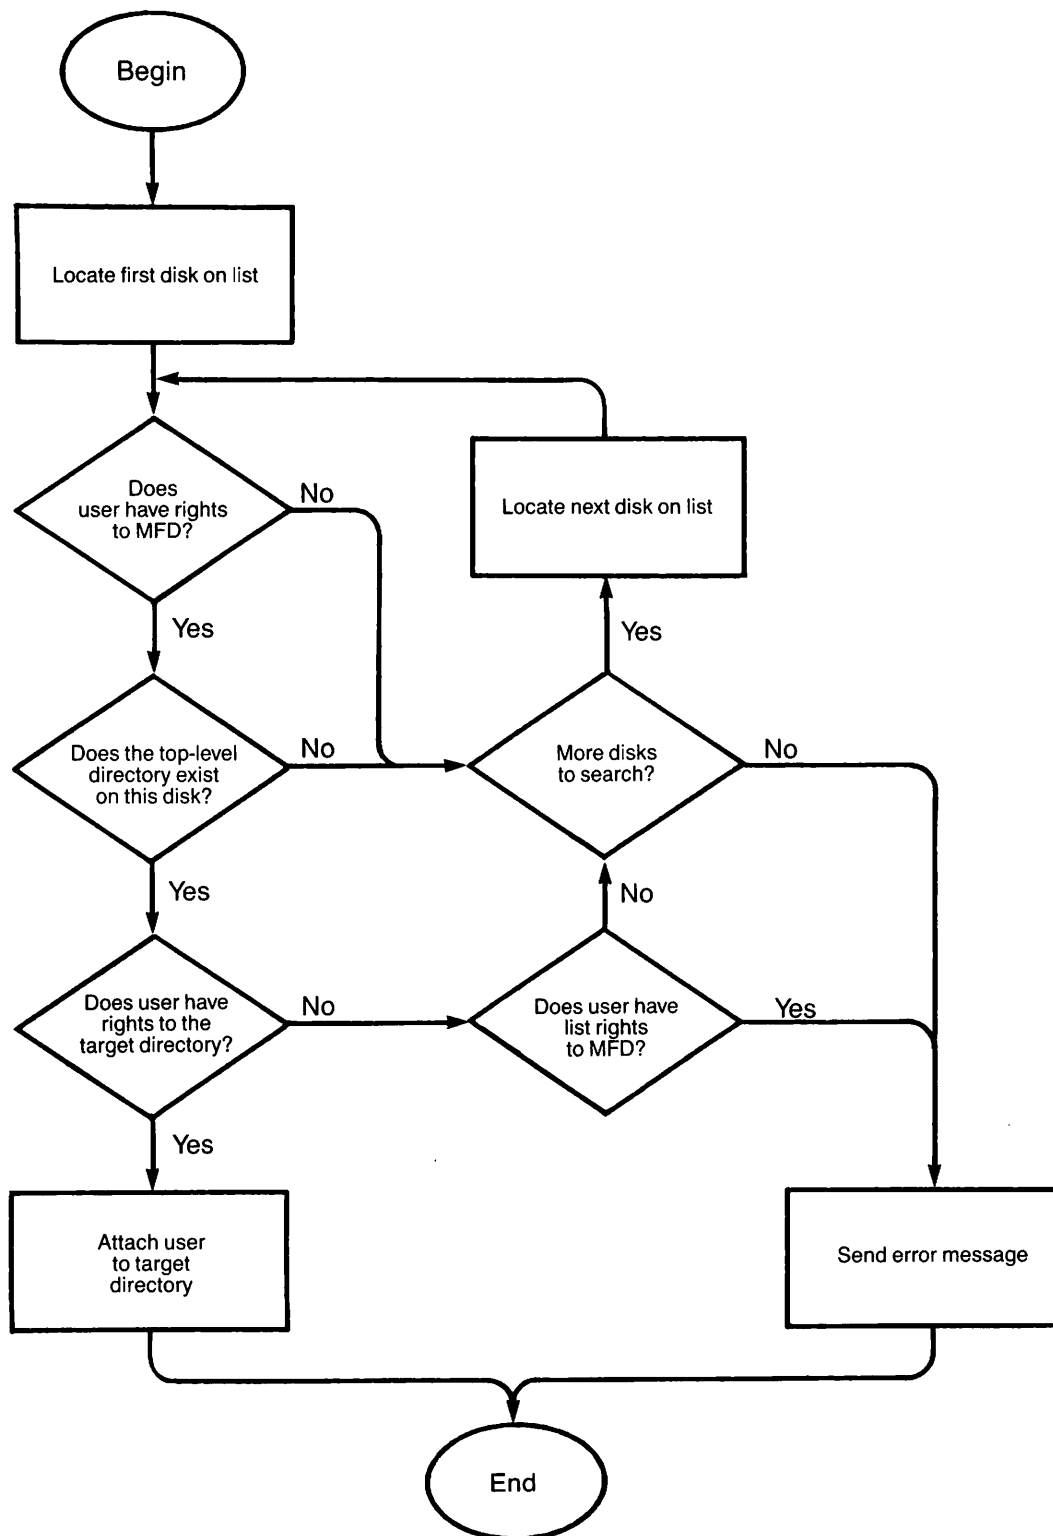 Begin
Locate first disk on list
Does
user have rights
to MFD?
No
Locate next disk on list
Yes
Yes
Does the top-level
directory exist
on this disk?
No
More disks
to search?
No
Yes
No
Does user have
rights to the
target directory?
No
Does user have
list rights
to MFD?
Yes
Yes
Attach user
to target
directory
Send error message
End